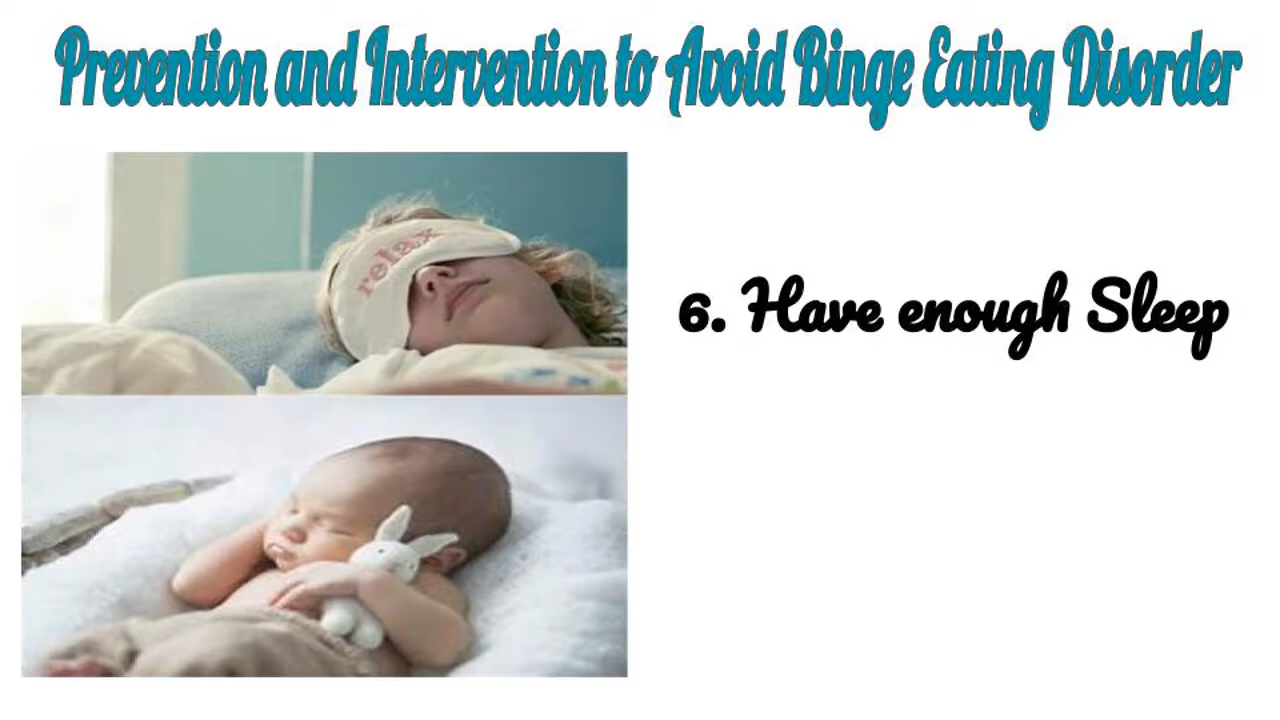 Prevention and Intervention to Avoid Binge Eating Disorder
relax
6. Have enough Sleep